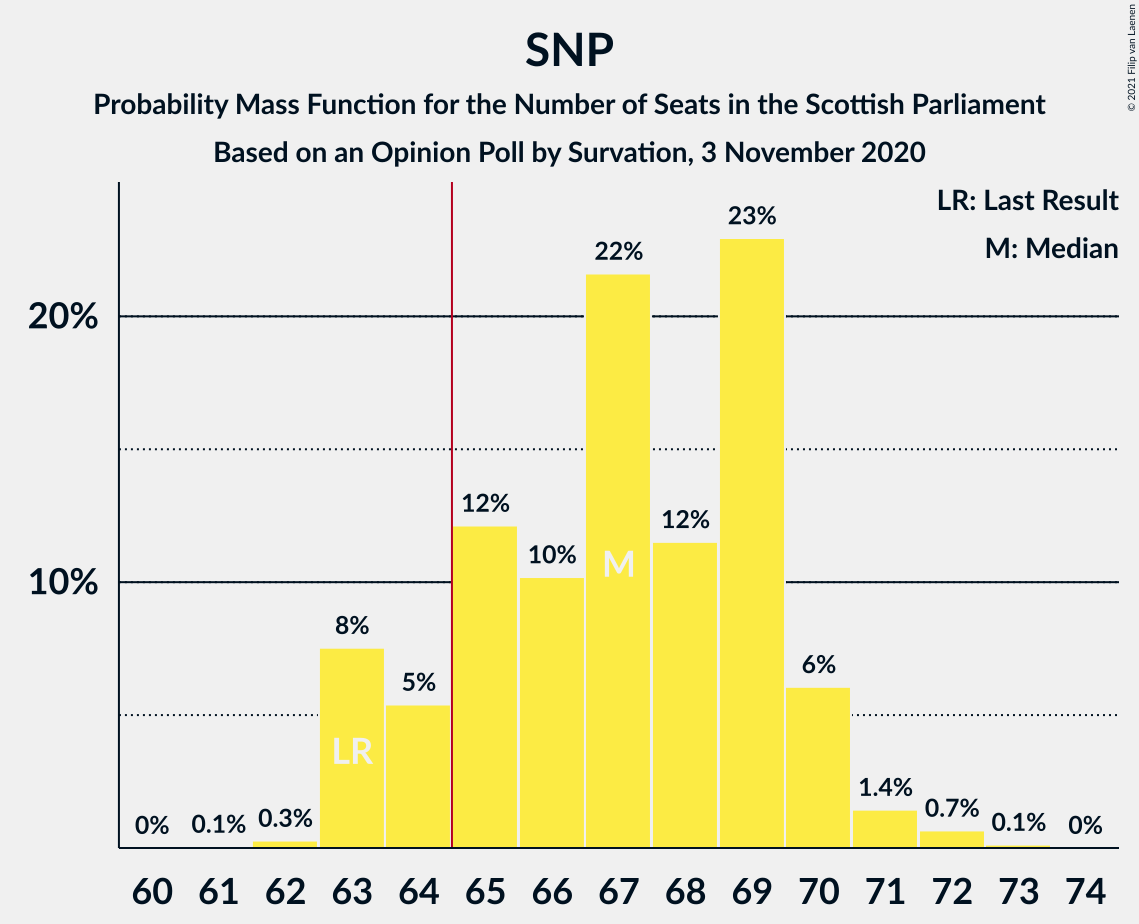 SNP
Probability Mass Function for the Number of Seats in the Scottish Parliament
Based on an Opinion Poll by Survation, 3 November 2020
© 2021 Filip van Laenen
LR: Last Result
M: Median
20%
10%
0%
0.1%
0.3%
8%
5%
12%
10%
22%
12%
23%
6%
1.4%
0.7%
0.1%
0%
LR
M
60 61 62 63 64 65 66 67 68 69 70 71 72 73 74